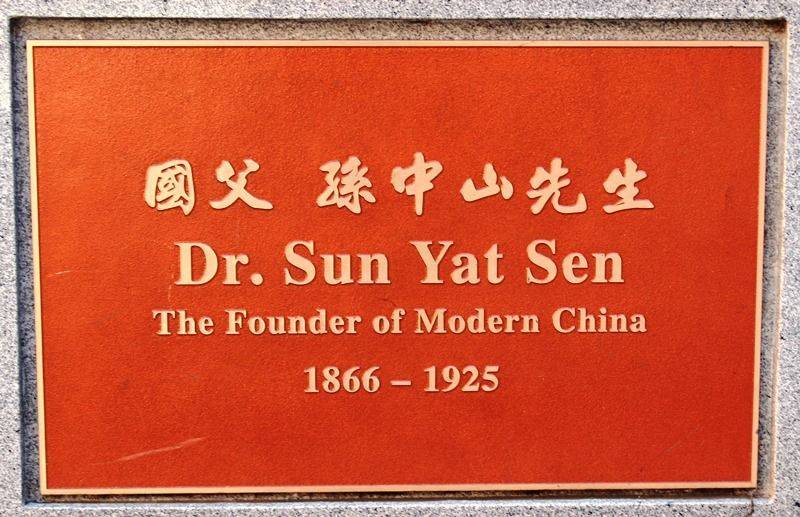 國父 孫中山先生
Dr. Sun Yat Sen
The Founder of Modern China
1866 – 1925